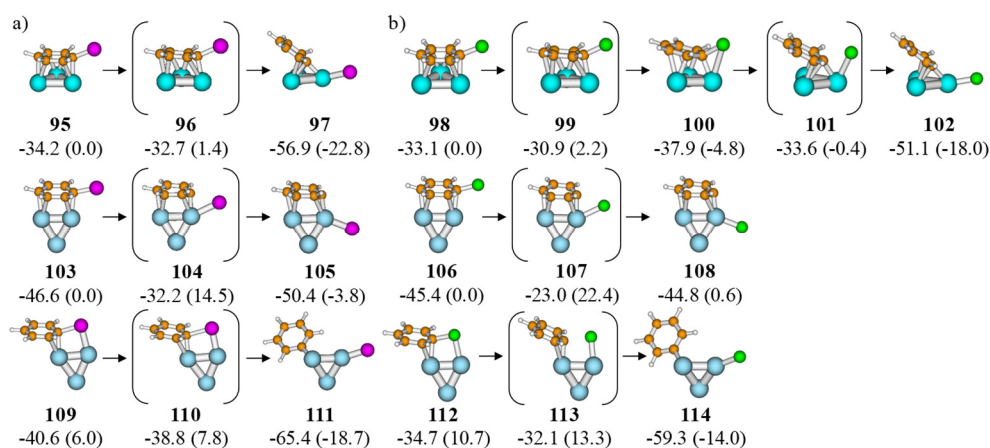 a) b)
95 96 97 98 99 100 101 102
-34.2 (0.0) -32.7 (1.4) -56.9 (-22.8) -33.1 (0.0) -30.9 (2.2) -37.9 (-4.8) -33.6 (-0.4) -51.1 (-18.0)
103 104 105 106 107 108
-46.6 (0.0) -32.2 (14.5) -50.4 (-3.8) -45.4 (0.0) -23.0 (22.4) -44.8 (0.6)
109 110 111 112 113 114
-40.6 (6.0) -38.8 (7.8) -65.4 (-18.7) -34.7 (10.7) -32.1 (13.3) -59.3 (-14.0)